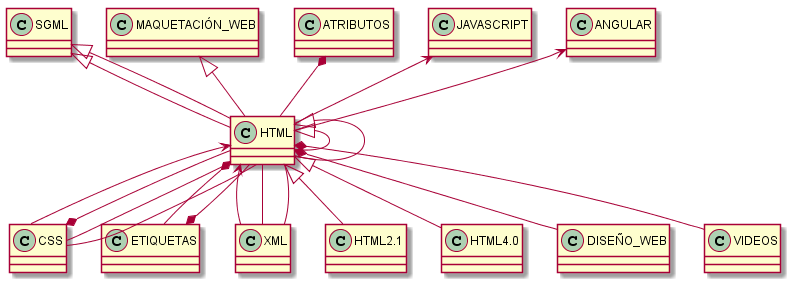 C SGML
C MAQUETACIÓN_WEB
C ATRIBUTOS
C JAVASCRIPT
C ANGULAR
C HTML
C CSS
C ETIQUETAS
C XML
C HTML2.1
C HTML4.0
C DISEÑO_WEB
C VIDEOS